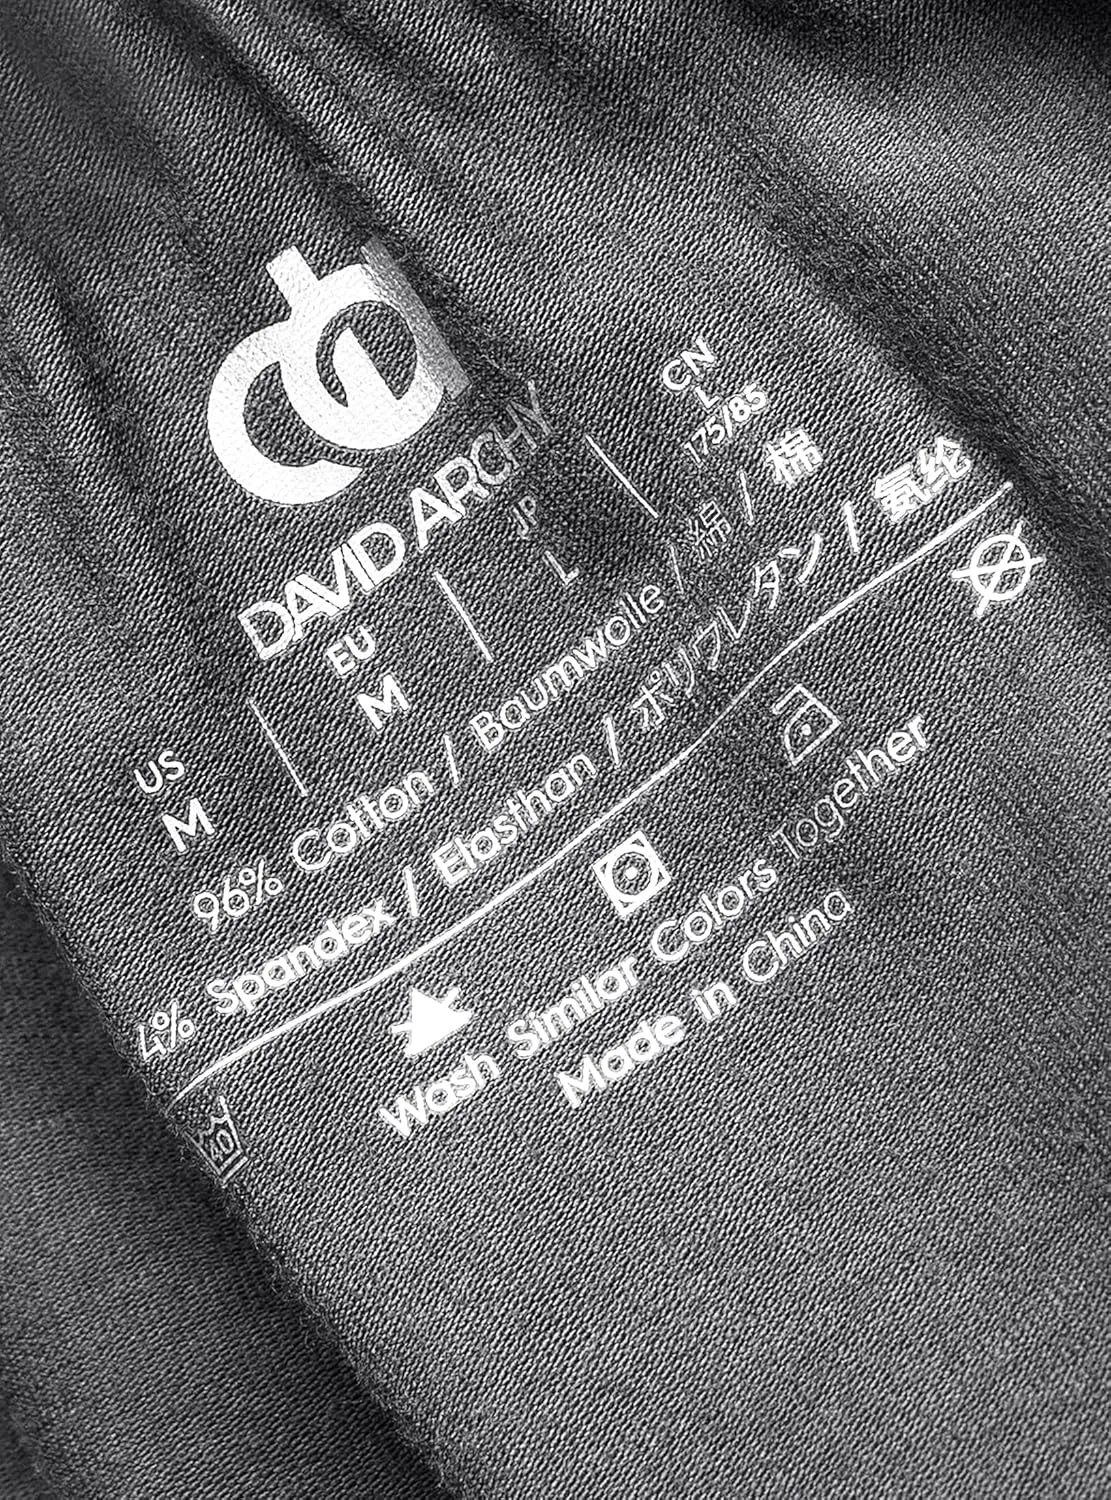 DAVID ARCHY
US EU JP CN
M M L L
175/85
96% Cotton / Baumwolle / 綿 / 棉
4% Spandex / Elasthan / ポリウレタン / 氨纶
40
Wash Similar Colors Together
Made in China